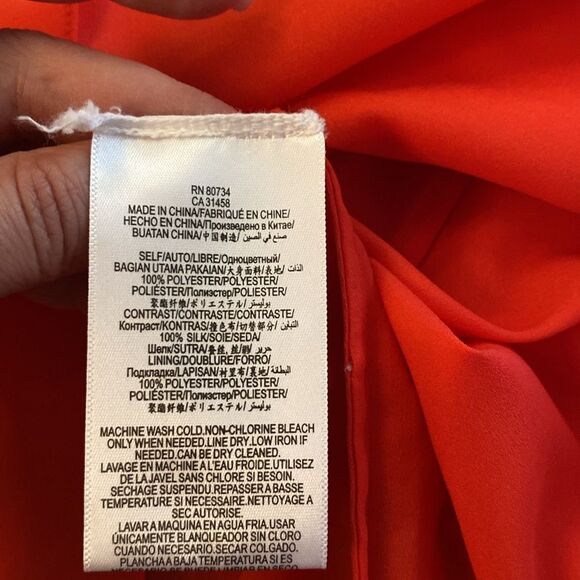 RN 80734
CA 31458
MADE IN CHINA/FABRIQUÉ EN CHINE/
HECHO EN CHINA/Произведено в Китае/
BUATAN CHINA/中国制造/ صنع في الصين
SELF/AUTO/LIBRE/Одноцветный/
BAGIAN UTAMA PAKAIAN/大身面料/表地/ الذات
100% POLYESTER/POLYESTER/
POLIÉSTER/Полиэстер/POLIESTER/
聚酯纤维/ポリエステル/ بوليستر
CONTRAST/CONTRASTE/CONTRASTE/
Контраст/KONTRAS/撞色布/切替部分/ التباين
100% SILK/SOIE/SEDA/
Шелк/SUTRA/蚕丝/絹/ حرير
LINING/DOUBLURE/FORRO/
Подкладка/LAPISAN/衬里布/裏地/ البطانة
100% POLYESTER/POLYESTER/
POLIÉSTER/Полиэстер/POLIESTER/
聚酯纤维/ポリエステル/ بوليستر
MACHINE WASH COLD.NON-CHLORINE BLEACH
ONLY WHEN NEEDED.LINE DRY.LOW IRON IF
NEEDED.CAN BE DRY CLEANED.
LAVAGE EN MACHINE A L'EAU FROIDE.UTILISEZ
DE LA JAVEL SANS CHLORE SI BESOIN.
SECHAGE SUSPENDU.REPASSER A BASSE
TEMPERATURE SI NECESSAIRE.NETTOYAGE A
SEC AUTORISE.
LAVAR A MAQUINA EN AGUA FRIA.USAR
ÚNICAMENTE BLANQUEADOR SIN CLORO
CUANDO NECESARIO.SECAR COLGADO.
PLANCHA A BAJA TEMPERATURA SI ES
NECESARIO.SE PUEDE LIMPIAR EN SECO